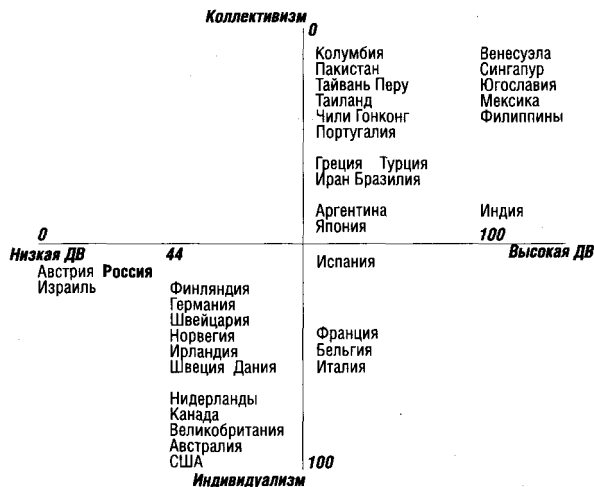 Коллективизм
0
Колумбия Венесуэла
Пакистан Сингапур
Тайвань Перу Югославия
Таиланд Мексика
Чили Гонконг Филиппины
Португалия
Греция Турция
Иран Бразилия
Аргентина Индия
Япония
0 100
Низкая ДВ 44 Высокая ДВ
Испания
Австрия Россия
Израиль Финляндия
Германия
Швейцария
Норвегия Франция
Ирландия Бельгия
Швеция Дания Италия
Нидерланды
Канада
Великобритания
Австралия
США 100
Индивидуализм